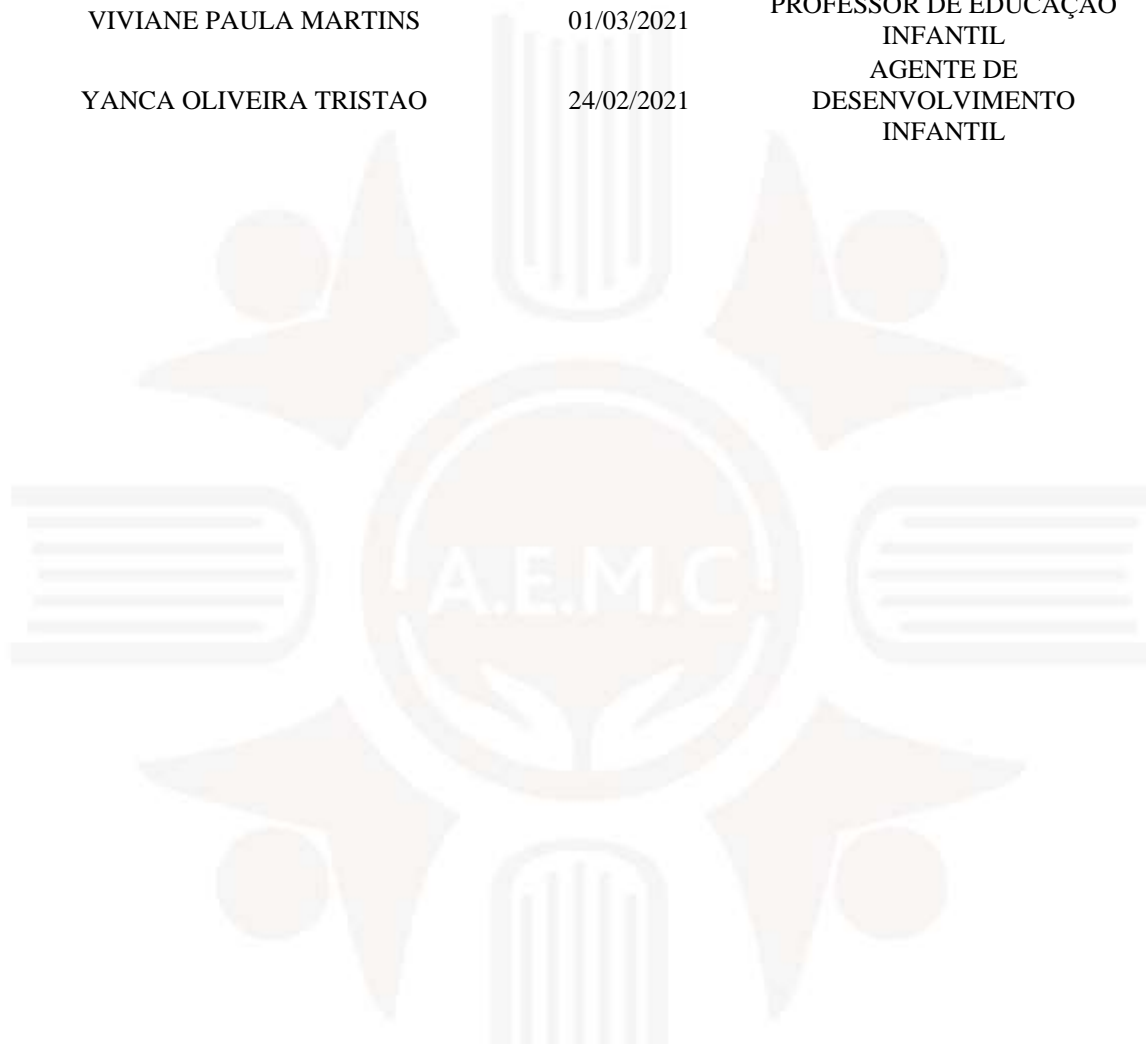 PROFESSOR DE EDUCAÇÃO
VIVIANE PAULA MARTINS 01/03/2021
INFANTIL
AGENTE DE
YANCA OLIVEIRA TRISTAO 24/02/2021 DESENVOLVIMENTO
INFANTIL
A.E.M.C